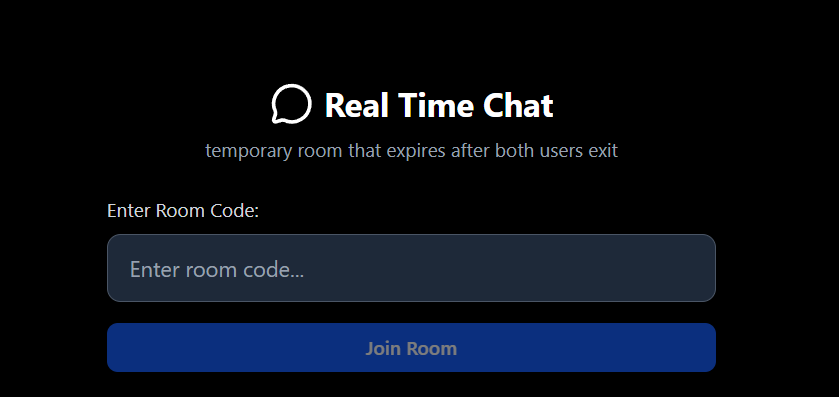 Real Time Chat
temporary room that expires after both users exit
Enter Room Code:
Enter room code...
Join Room